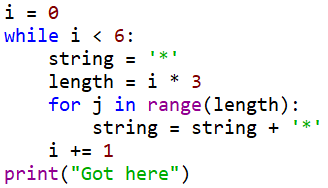 i = 0
while i < 6:
    string = '*'
    length = i * 3
    for j in range(length):
        string = string + '*'
    i += 1
print("Got here")